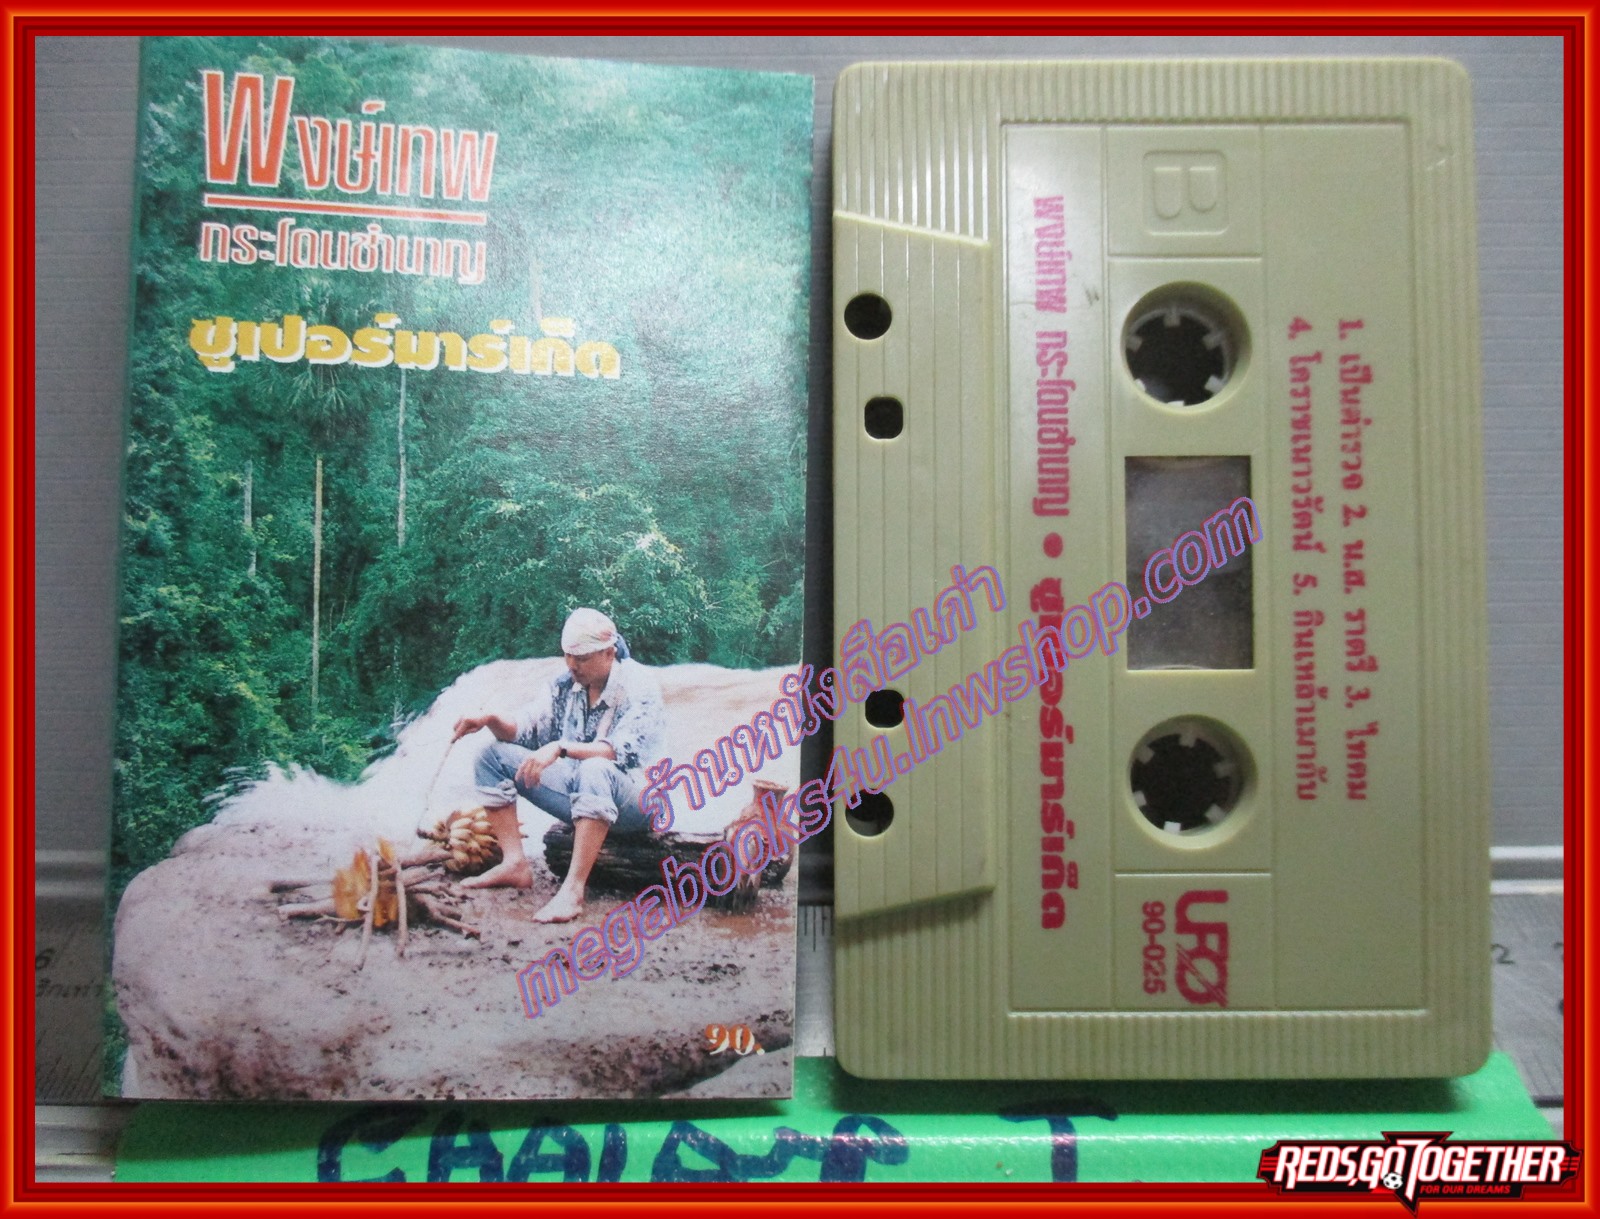 พงษ์เทพ
กระโดนชำนาญ
ซูเปอร์มาร์เก็ต
90.
B
1. เป็นตำรวจ 2. น.ส. ราตรี 3. ไทคม
4. โคราชเนาวรัตน์ 5. กินเหล้าเมากับ
พงษ์เทพ กระโดนชำนาญ • ซูเปอร์มาร์เก็ต
UFO
90-025
ร้านหนังสือเก่า
megabooks4u.lnwshop.com
REDS,GO TOGETHER
FOR OUR DREAMS